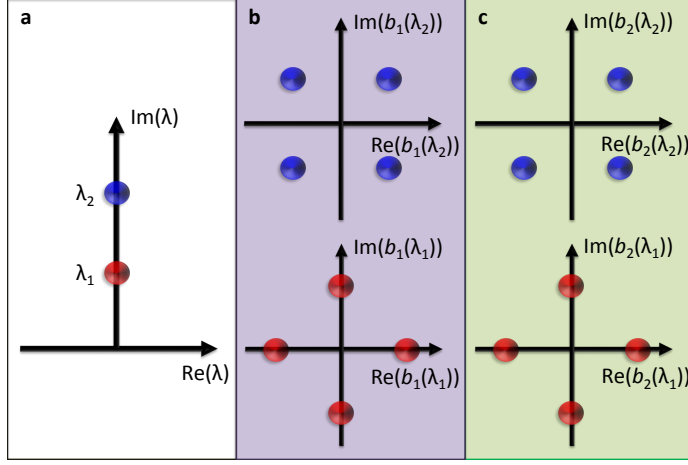 a
Im(λ)
λ₂
λ₁
Re(λ)
b
Im(b₁(λ₂))
Re(b₁(λ₂))
Im(b₁(λ₁))
Re(b₁(λ₁))
c
Im(b₂(λ₂))
Re(b₂(λ₂))
Im(b₂(λ₁))
Re(b₂(λ₁))